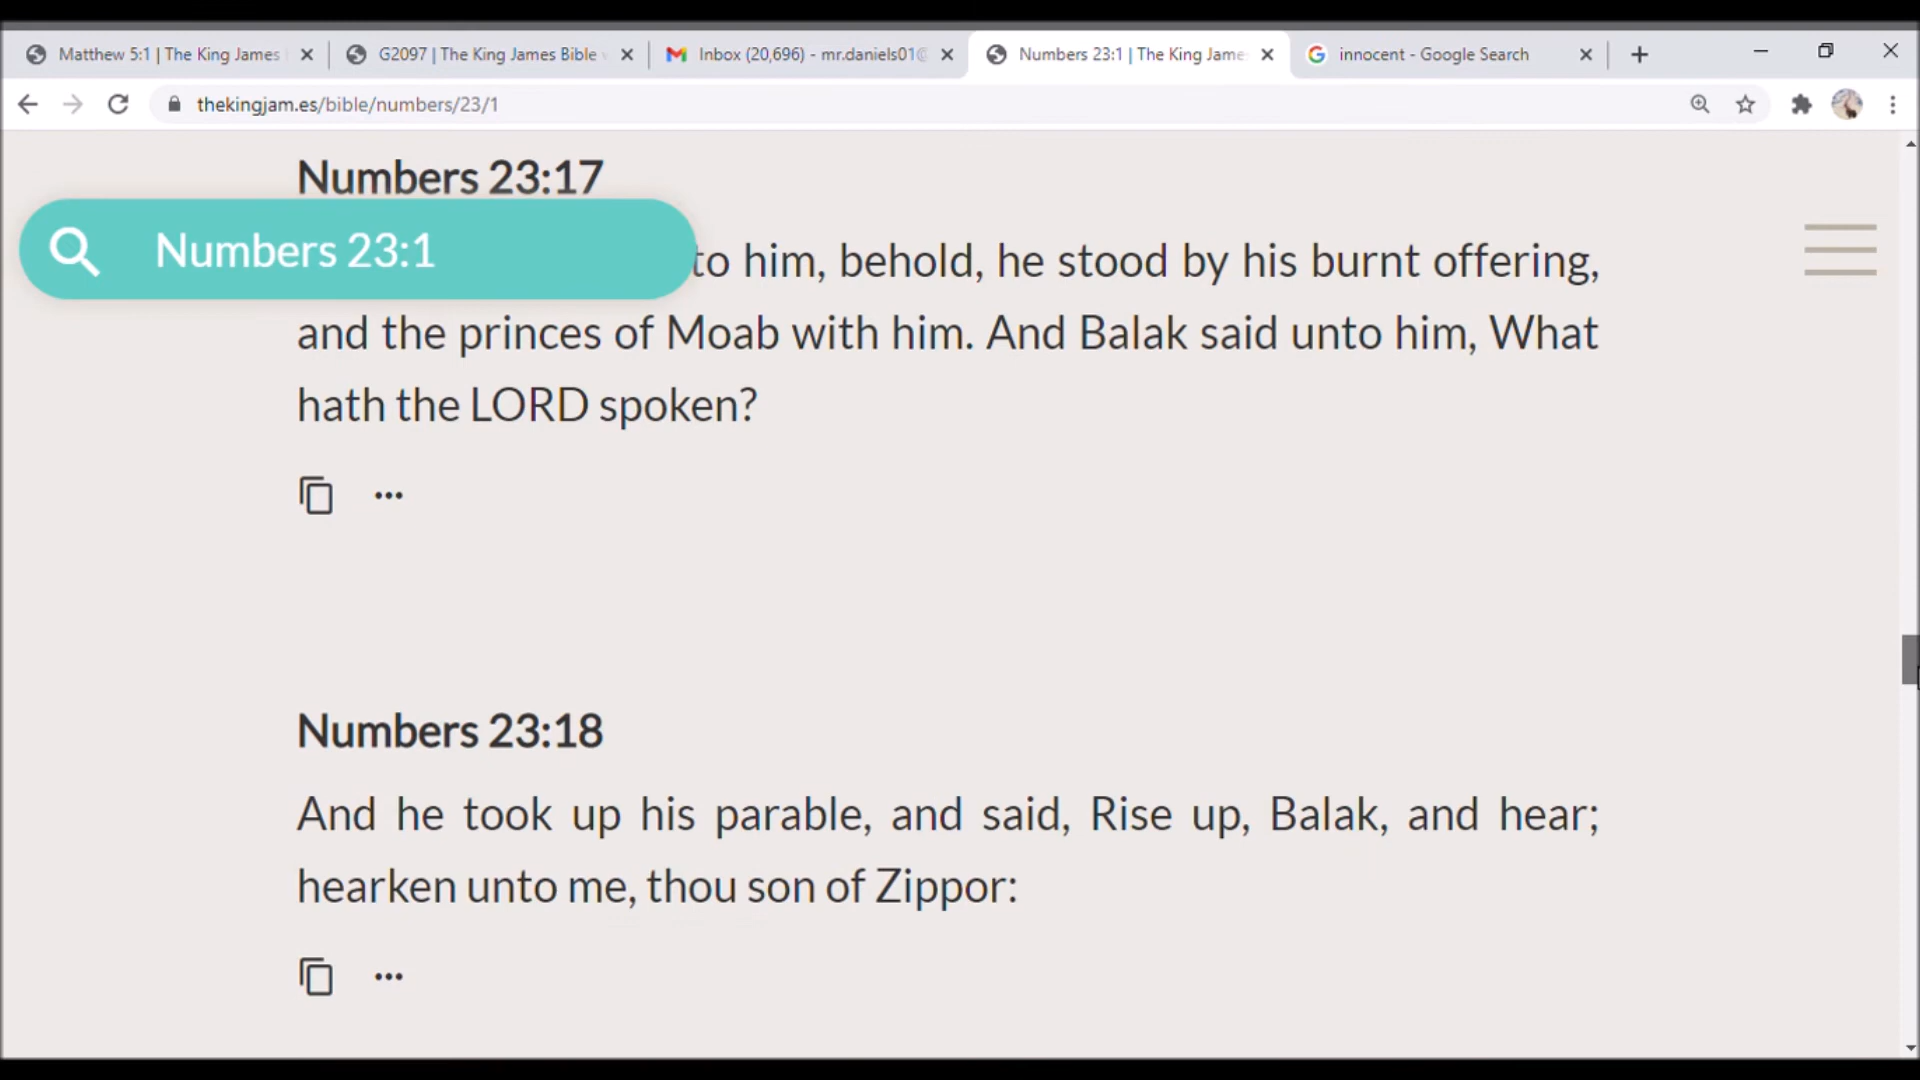 Matthew 5:1 | The King James
G2097 | The King James Bible
Inbox (20,696) - mr.daniels01@
Numbers 23:1 | The King Jame
innocent - Google Search
thekingjam.es/bible/numbers/23/1
Numbers 23:17
Numbers 23:1
to him, behold, he stood by his burnt offering,
and the princes of Moab with him. And Balak said unto him, What
hath the LORD spoken?
Numbers 23:18
And he took up his parable, and said, Rise up, Balak, and hear;
hearken unto me, thou son of Zippor: